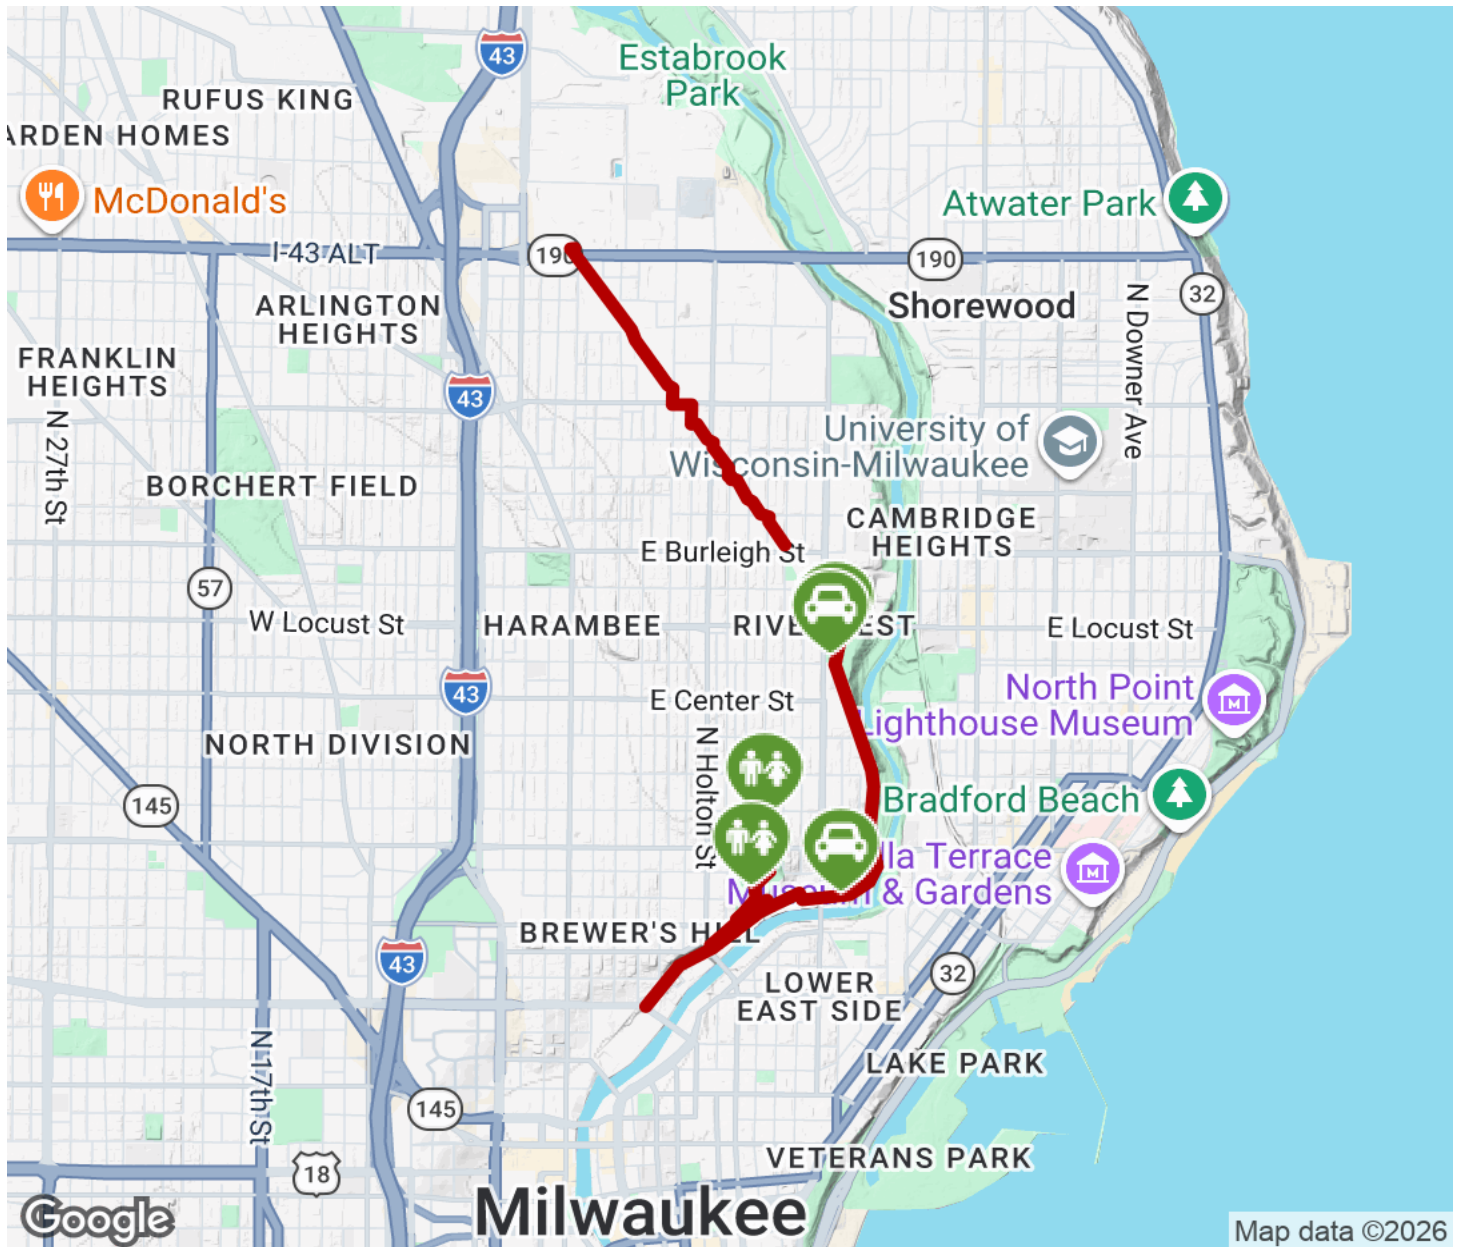 43
Estabrook
Park
RUFUS KING
ARDEN HOMES
McDonald's
Atwater Park
I-43 ALT
190
190
32
Shorewood
N Downer Ave
ARLINGTON
HEIGHTS
FRANKLIN
HEIGHTS
43
N 27th St
University of
Wisconsin-Milwaukee
BORCHERT FIELD
CAMBRIDGE
HEIGHTS
E Burleigh St
57
W Locust St
HARAMBEE
E Locust St
43
E Center St
North Point
Lighthouse Museum
NORTH DIVISION
N Holton St
145
Bradford Beach
lla Terrace
Museum & Gardens
BREWER'S HILL
43
32
LOWER
EAST SIDE
N 17th St
LAKE PARK
145
VETERANS PARK
18
Milwaukee
Google
Map data ©2026